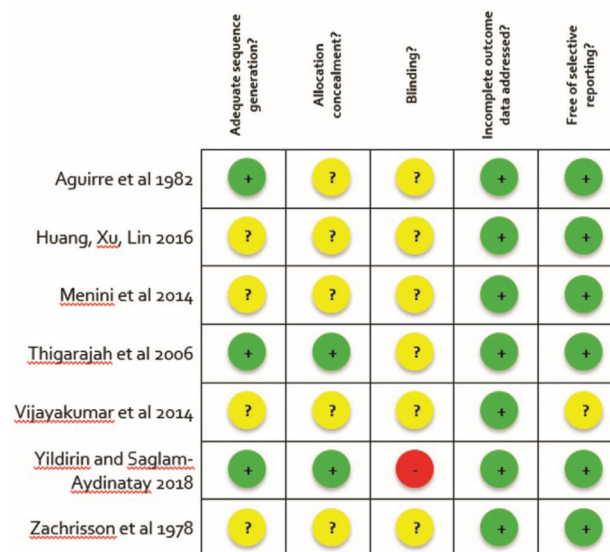 Adequate sequence
generation?
Allocation
concealment?
Blinding?
Incomplete outcome
data addressed?
Free of selective
reporting?
Aguirre et al 1982 + ? ? + +
Huang, Xu, Lin 2016 ? ? ? + +
Menini et al 2014 ? ? ? + +
Thigarajah et al 2006 + + ? + +
Vijayakumar et al 2014 ? ? ? + ?
Yildirin and Saglam-
Aydinatay 2018 + + - + +
Zachrisson et al 1978 ? ? ? + +